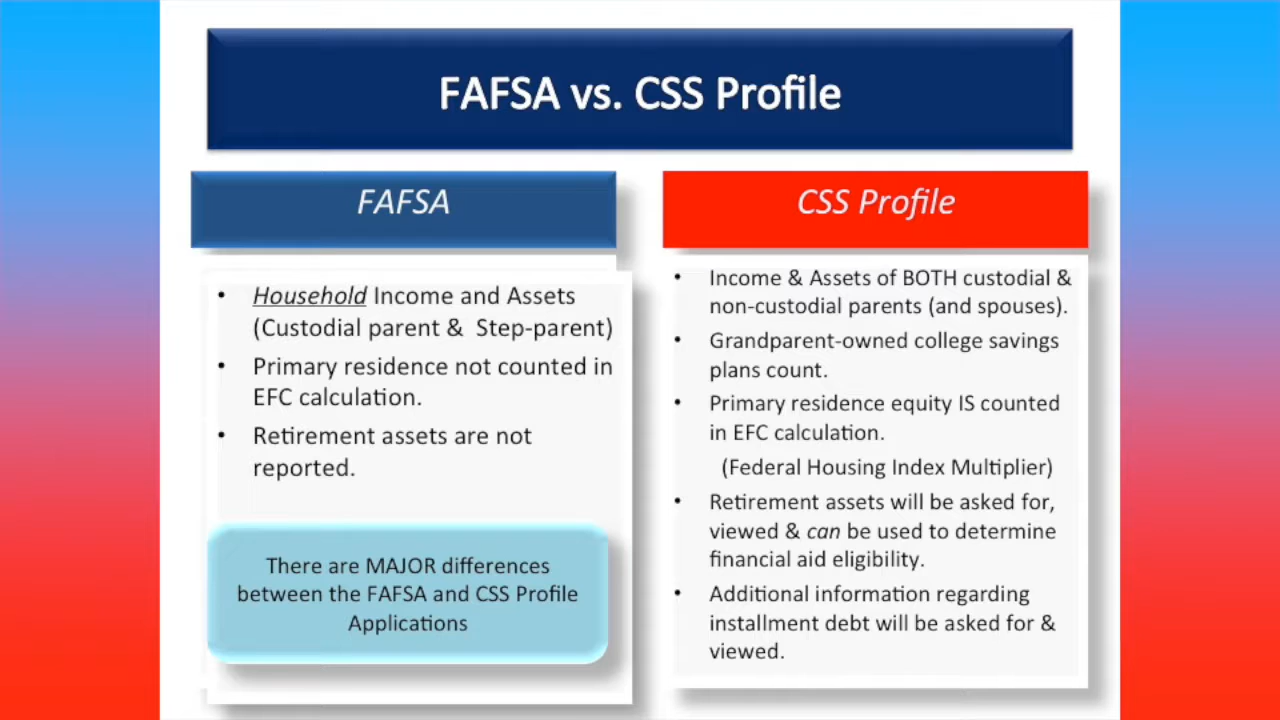 FAFSA vs. CSS Profile
FAFSA
• Household Income and Assets
(Custodial parent & Step-parent)
• Primary residence not counted in
EFC calculation.
• Retirement assets are not
reported.
There are MAJOR differences
between the FAFSA and CSS Profile
Applications
CSS Profile
• Income & Assets of BOTH custodial &
non-custodial parents (and spouses).
• Grandparent-owned college savings
plans count.
• Primary residence equity IS counted
in EFC calculation.
(Federal Housing Index Multiplier)
• Retirement assets will be asked for,
viewed & can be used to determine
financial aid eligibility.
• Additional information regarding
installment debt will be asked for &
viewed.